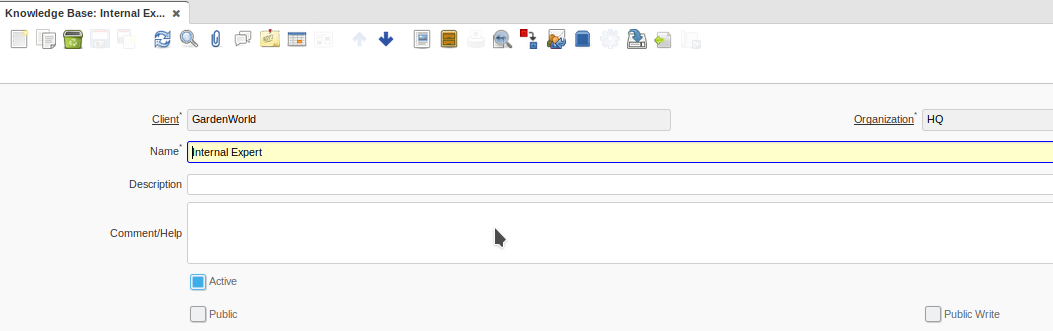 Knowledge Base: Internal Ex...
Client* GardenWorld Organization* HQ
Name* Internal Expert
Description
Comment/Help
Active
Public Public Write